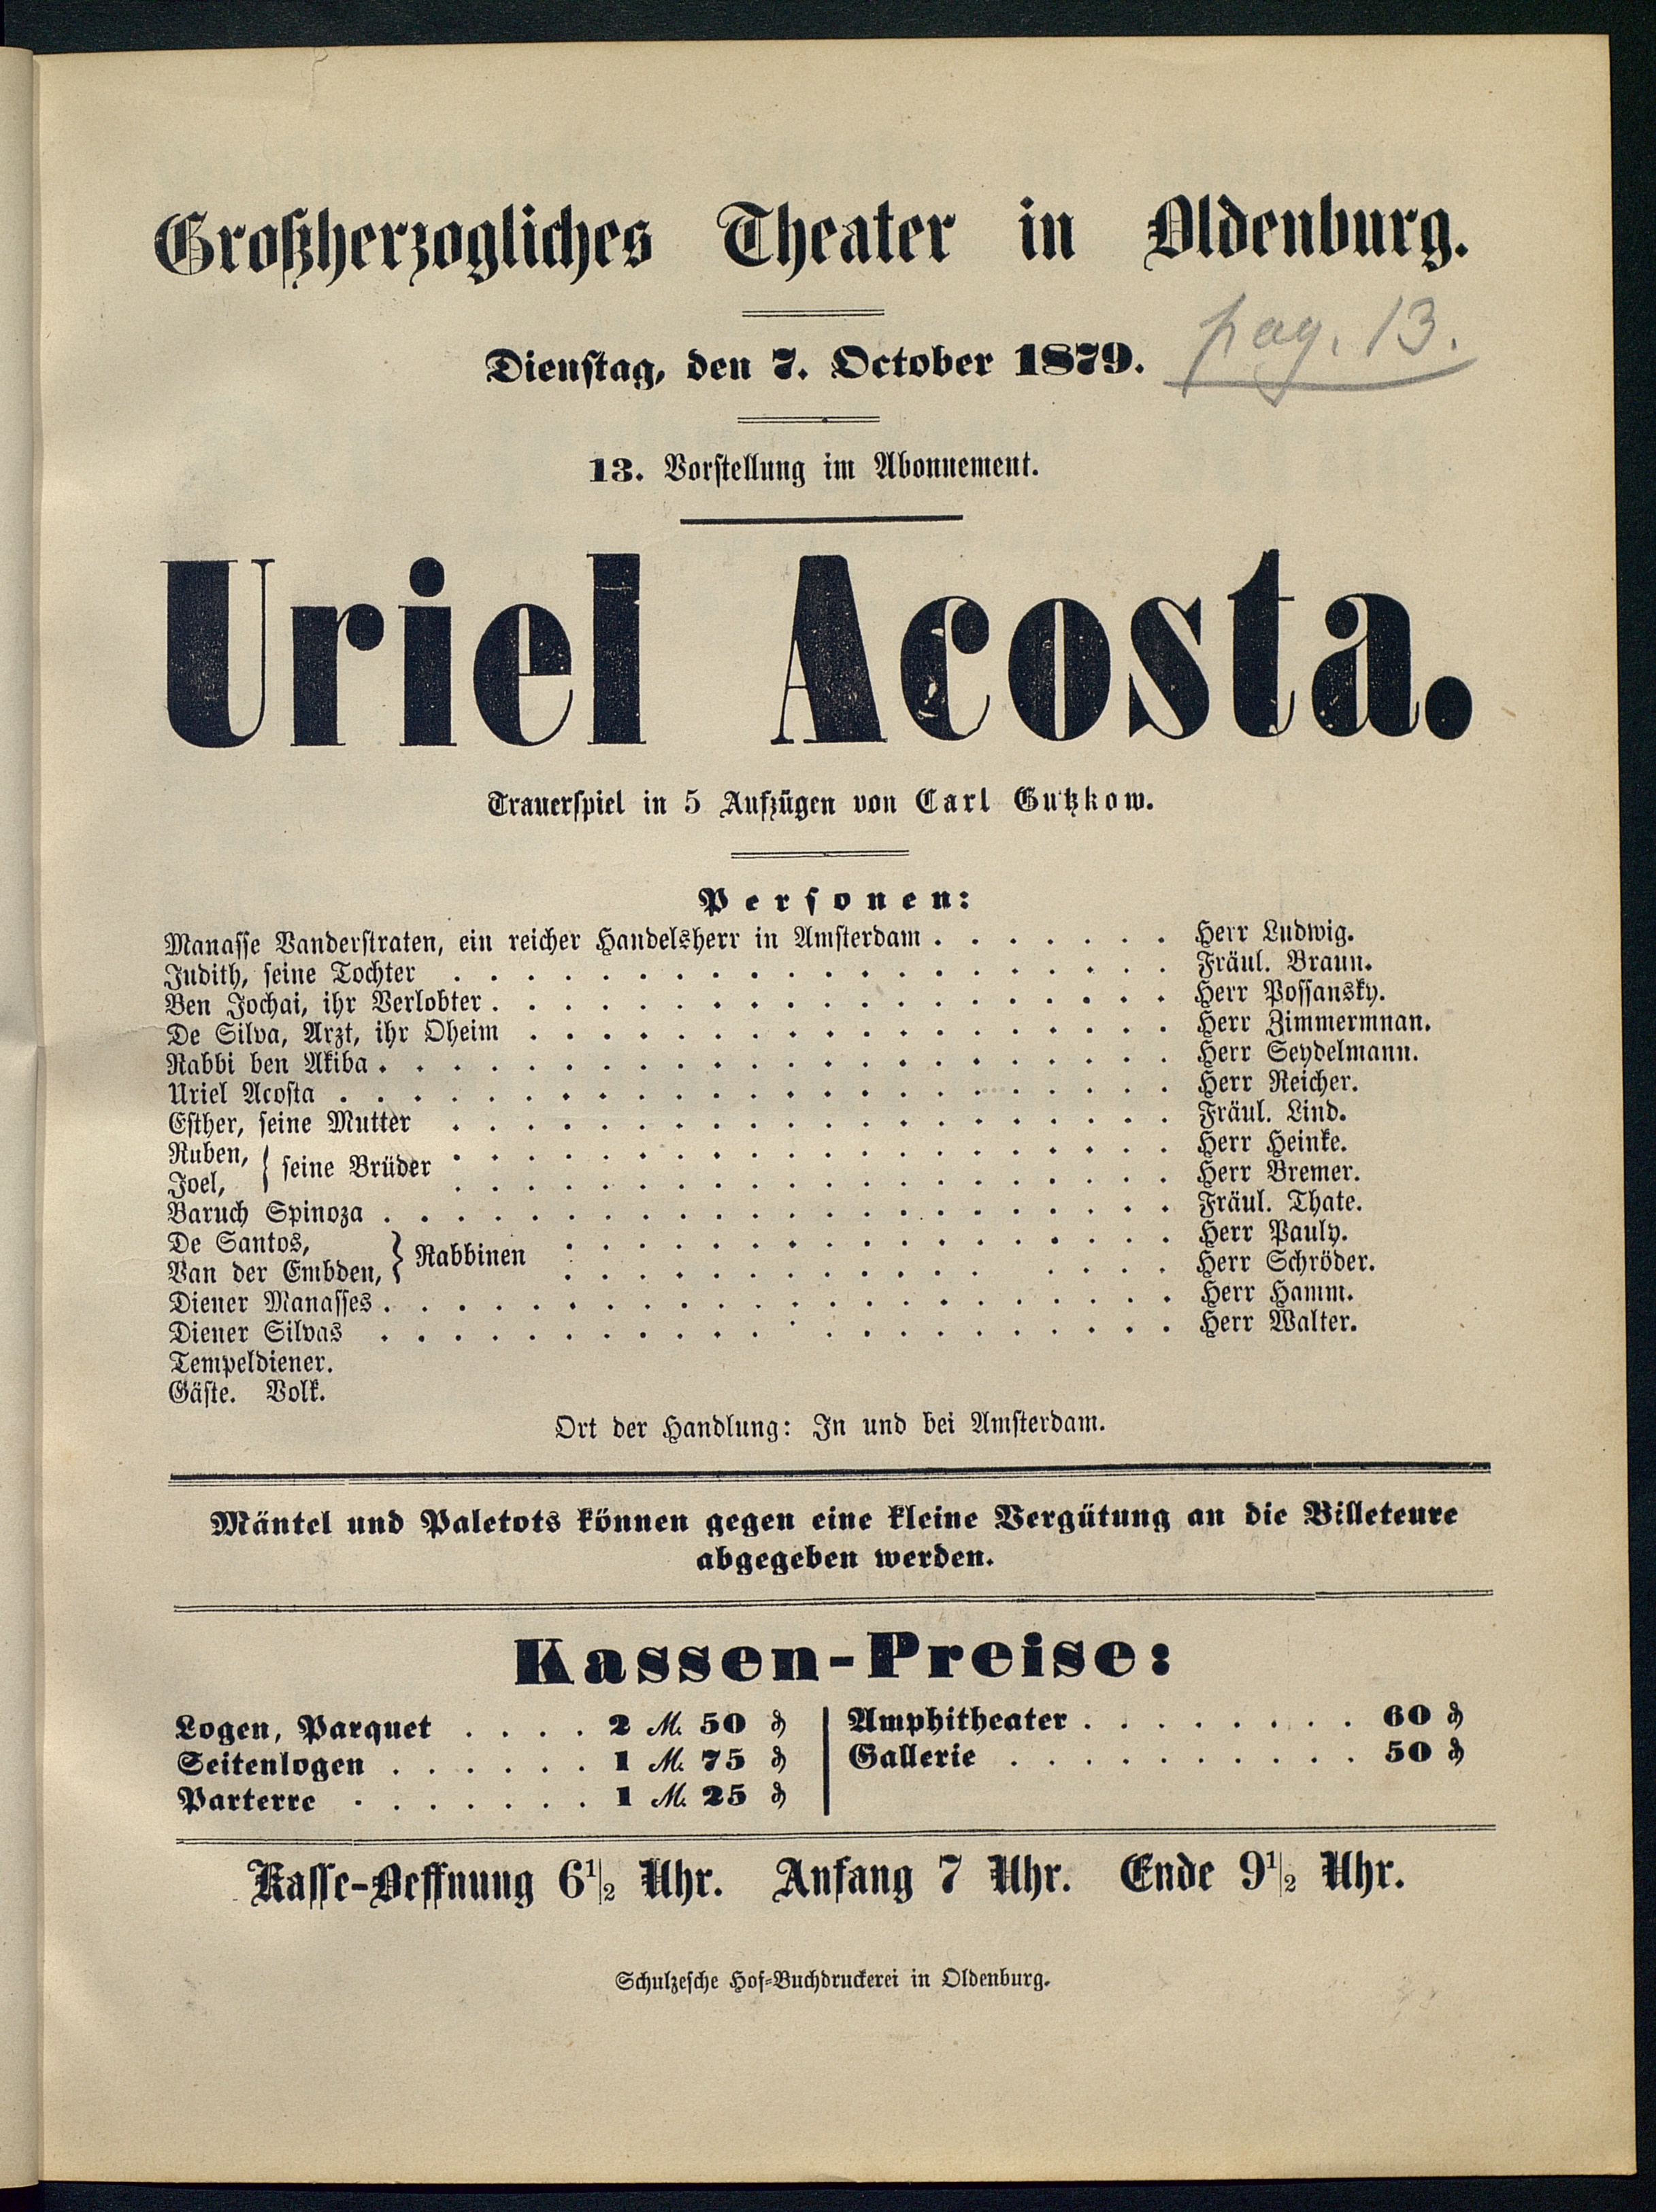 Großherzogliches Theater in Oldenburg.
Dienstag, den 7. October 1879.
pag. 13.
13. Vorstellung im Abonnement.
Uriel Acosta.
Trauerspiel in 5 Aufzügen von Carl Gutzkow.
Personen:
Manasse Vanderstraten, ein reicher Handelsherr in Amsterdam . . . . . . . Herr Ludwig.
Judith, seine Tochter . . . . . . . . . . . . . . . . . . . . Fräul. Braun.
Ben Jochai, ihr Verlobter . . . . . . . . . . . . . . . . . . . Herr Possansky.
De Silva, Arzt, ihr Oheim . . . . . . . . . . . . . . . . . . Herr Zimmermnan.
Rabbi ben Akiba . . . . . . . . . . . . . . . . . . . . . . Herr Seydelmann.
Uriel Acosta . . . . . . . . . . . . . . . . . . . . . . . Herr Reicher.
Esther, seine Mutter . . . . . . . . . . . . . . . . . . . . Fräul. Lind.
Ruben, } seine Brüder . . . . . . . . . . . . . . . . . . . . Herr Heinke.
Joel, . . . . . . . . . . . . . . . . . . . . Herr Bremer.
Baruch Spinoza . . . . . . . . . . . . . . . . . . . . . . Fräul. Thate.
De Santos, } Rabbinen . . . . . . . . . . . . . . . . . Herr Pauly.
Van der Embden, . . . . . . . . . . . . . . . . Herr Schröder.
Diener Manasses . . . . . . . . . . . . . . . . . . . . . . Herr Hamm.
Diener Silvas . . . . . . . . . . . . . . . . . . . . . . Herr Walter.
Tempeldiener.
Gäste. Volk.
Ort der Handlung: In und bei Amsterdam.
Mäntel und Paletots können gegen eine kleine Vergütung an die Billeteure
abgegeben werden.
Kassen-Preise:
Logen, Parquet . . . . 2 M. 50 ₰
Seitenlogen . . . . . . 1 M. 75 ₰
Parterre . . . . . . . 1 M. 25 ₰
Amphitheater . . . . . . . . 60 ₰
Gallerie . . . . . . . . . . 50 ₰
Kasse-Oeffnung 6½ Uhr. Anfang 7 Uhr. Ende 9½ Uhr.
Schulzesche Hof-Buchdruckerei in Oldenburg.